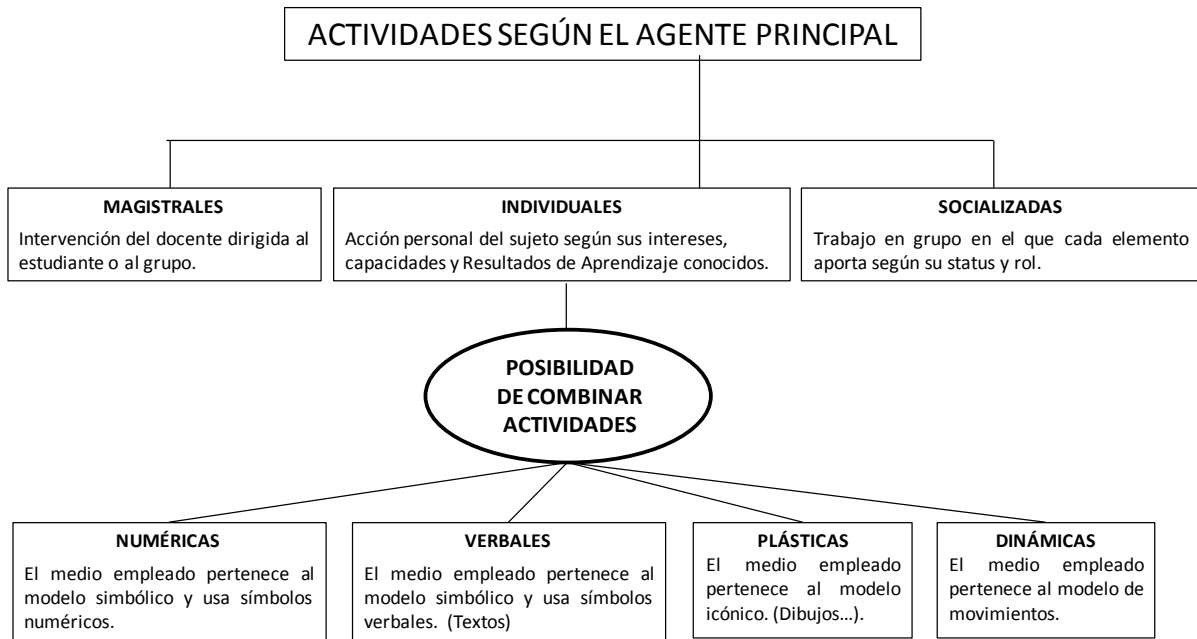 ACTIVIDADES SEGÚN EL AGENTE PRINCIPAL
MAGISTRALES
Intervención del docente dirigida al
estudiante o al grupo.
INDIVIDUALES
Acción personal del sujeto según sus intereses,
capacidades y Resultados de Aprendizaje conocidos.
SOCIALIZADAS
Trabajo en grupo en el que cada elemento
aporta según su status y rol.
POSIBILIDAD
DE COMBINAR
ACTIVIDADES
NUMÉRICAS
El medio empleado pertenece al
modelo simbólico y usa símbolos
numéricos.
VERBALES
El medio empleado pertenece al
modelo simbólico y usa símbolos
verbales. (Textos)
PLÁSTICAS
El medio empleado
pertenece al modelo
icónico. (Dibujos...).
DINÁMICAS
El medio empleado
pertenece al modelo de
movimientos.